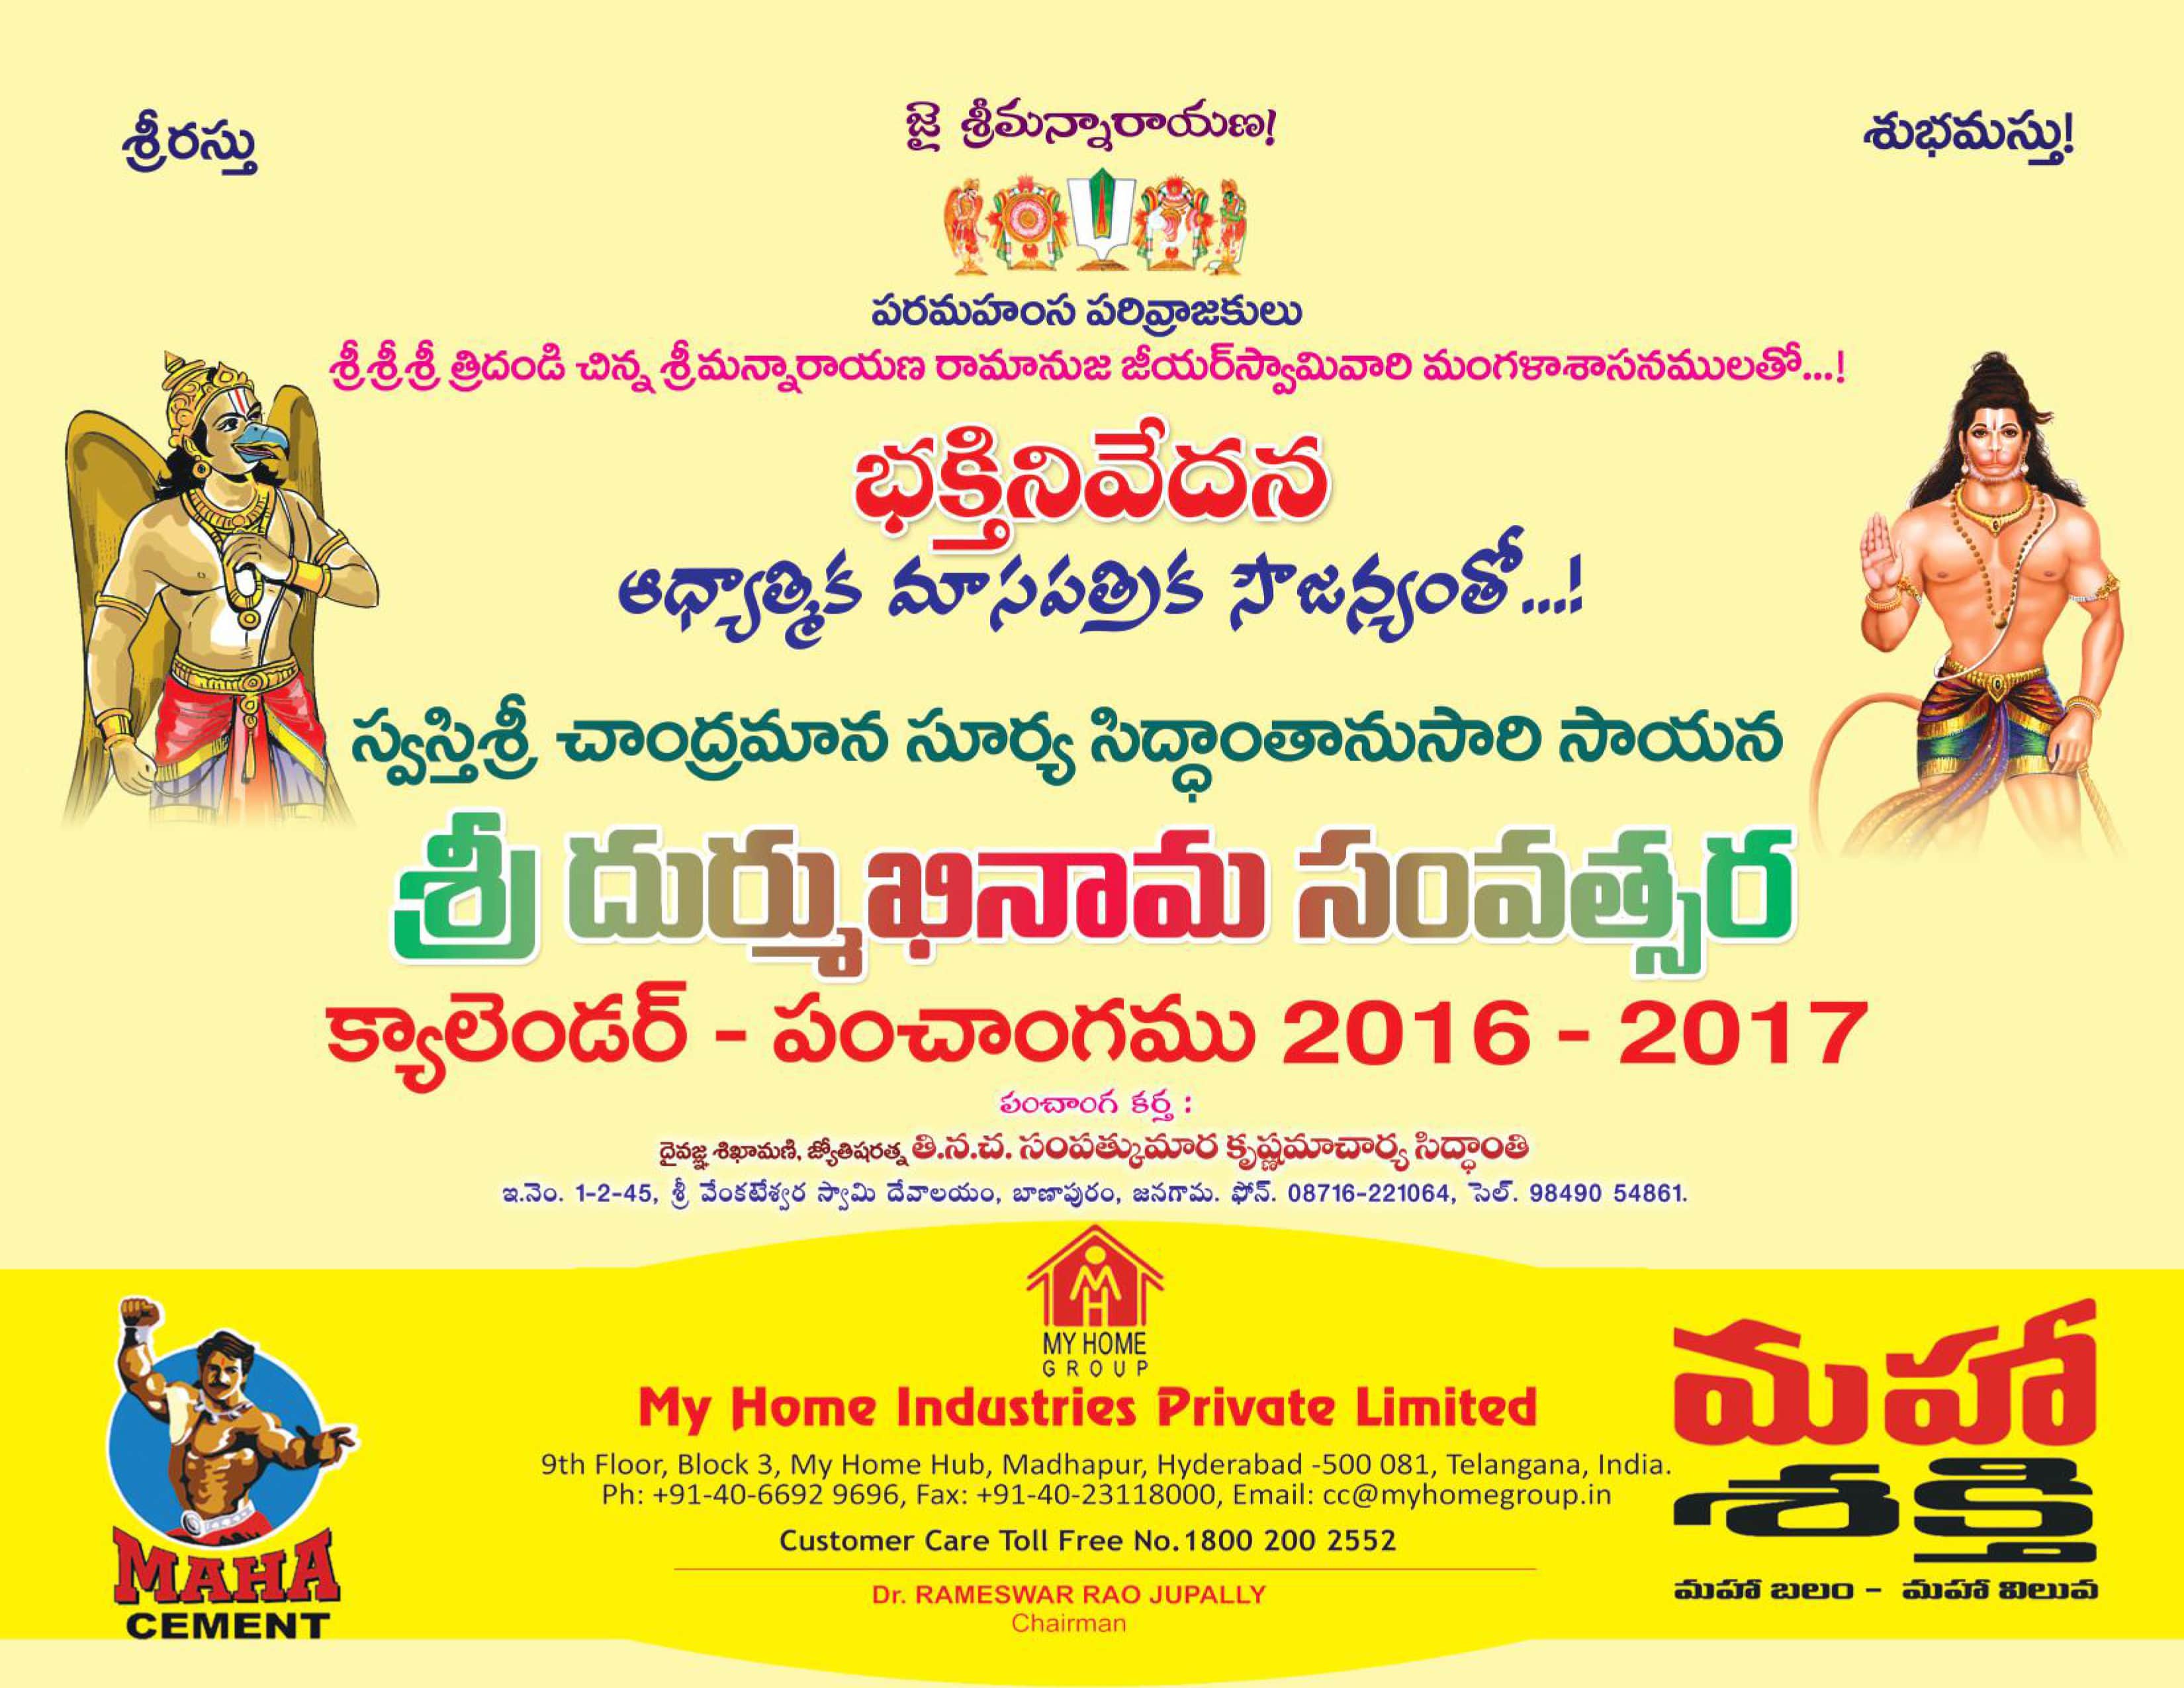 శ్రీరస్తు
జై శ్రీమన్నారాయణ!
శుభమస్తు!
పరమహంస పరివ్రాజకులు
శ్రీశ్రీశ్రీ త్రిదండి చిన్న శ్రీమన్నారాయణ రామానుజ జీయర్‌స్వామివారి మంగళాశాసనములతో...!
భక్తినివేదన
ఆధ్యాత్మిక మాసపత్రిక సౌజన్యంతో...!
స్వస్తిశ్రీ చాంద్రమాన సూర్య సిద్ధాంతానుసారి సాయన
శ్రీ దుర్ముఖినామ సంవత్సర
క్యాలెండర్ - పంచాంగము 2016 - 2017
పంచాంగ కర్త :
దైవజ్ఞ శిఖామణి, జ్యోతిషరత్న తి.న.చ. సంపత్కుమార కృష్ణమాచార్య సిద్ధాంతి
ఇ.నెం. 1-2-45, శ్రీ వేంకటేశ్వర స్వామి దేవాలయం, బాణాపురం, జనగామ. ఫోన్. 08716-221064, సెల్. 98490 54861.
MY HOME
GROUP
My Home Industries Private Limited
9th Floor, Block 3, My Home Hub, Madhapur, Hyderabad -500 081, Telangana, India.
Ph: +91-40-6692 9696, Fax: +91-40-23118000, Email: cc@myhomegroup.in
Customer Care Toll Free No.1800 200 2552
Dr. RAMESWAR RAO JUPALLY
Chairman
MAHA
CEMENT
మహా
శక్తి
మహా బలం - మహా విలువ